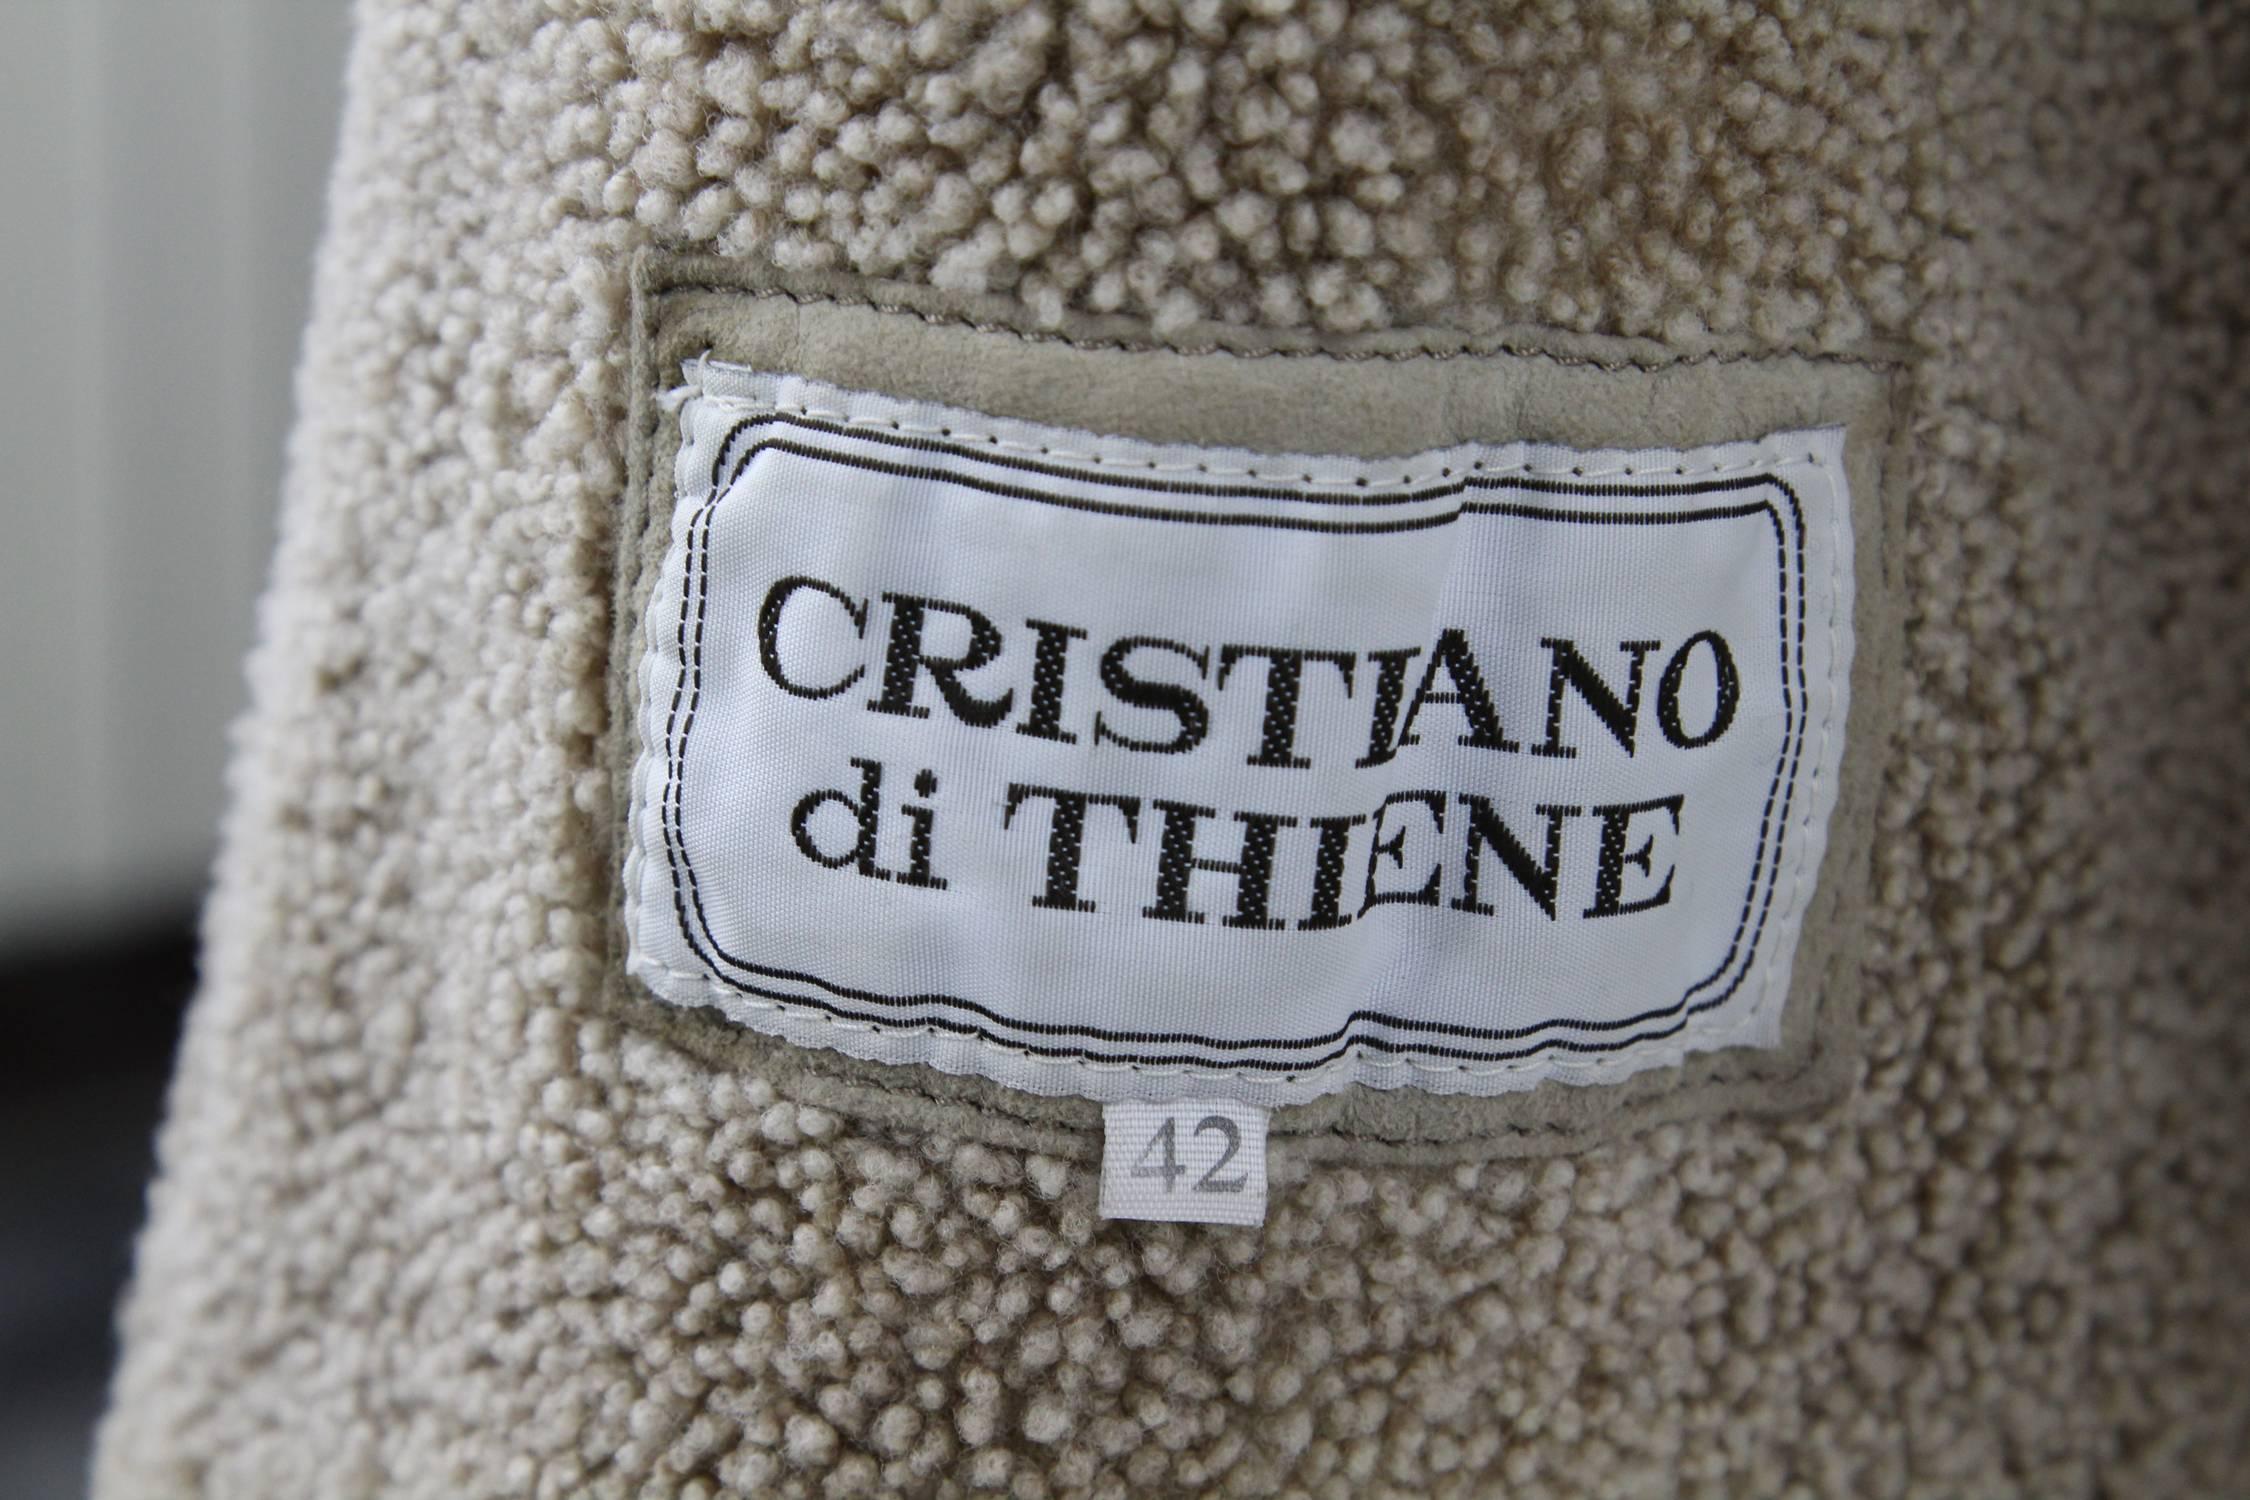 CRISTIANO
di THIENE
42